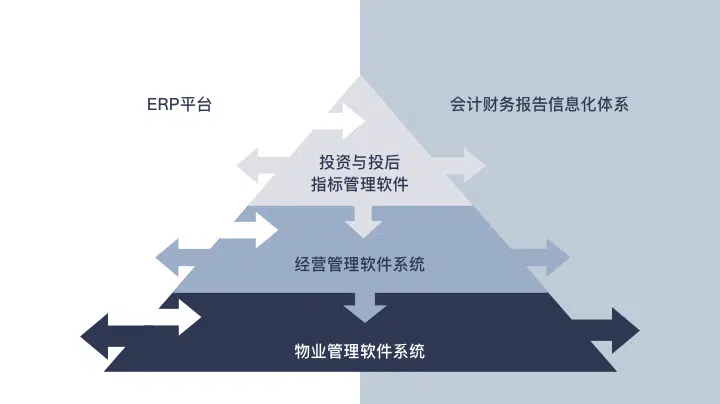 ERP平台
会计财务报告信息化体系
投资与投后
指标管理软件
经营管理软件系统
物业管理软件系统